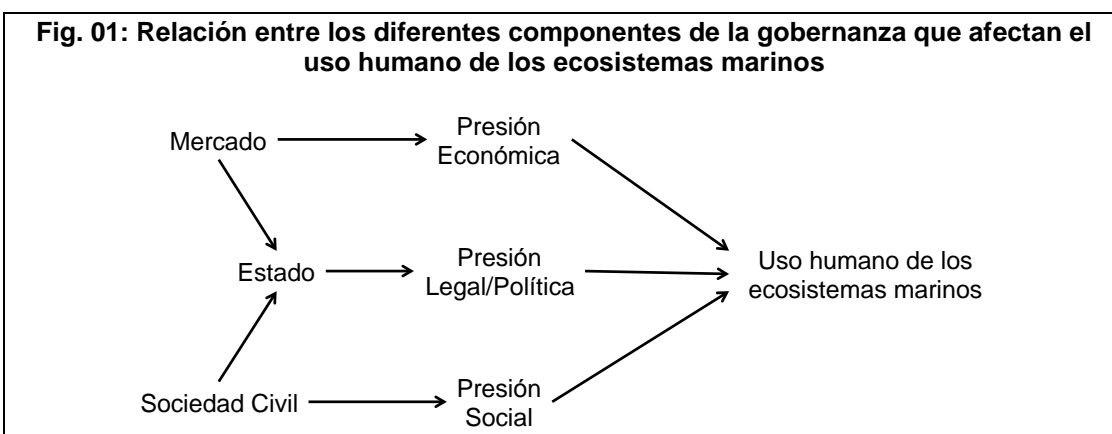 Fig. 01: Relación entre los diferentes componentes de la gobernanza que afectan el
uso humano de los ecosistemas marinos
Mercado
Presión
Económica
Estado
Presión
Legal/Política
Uso humano de los
ecosistemas marinos
Sociedad Civil
Presión
Social